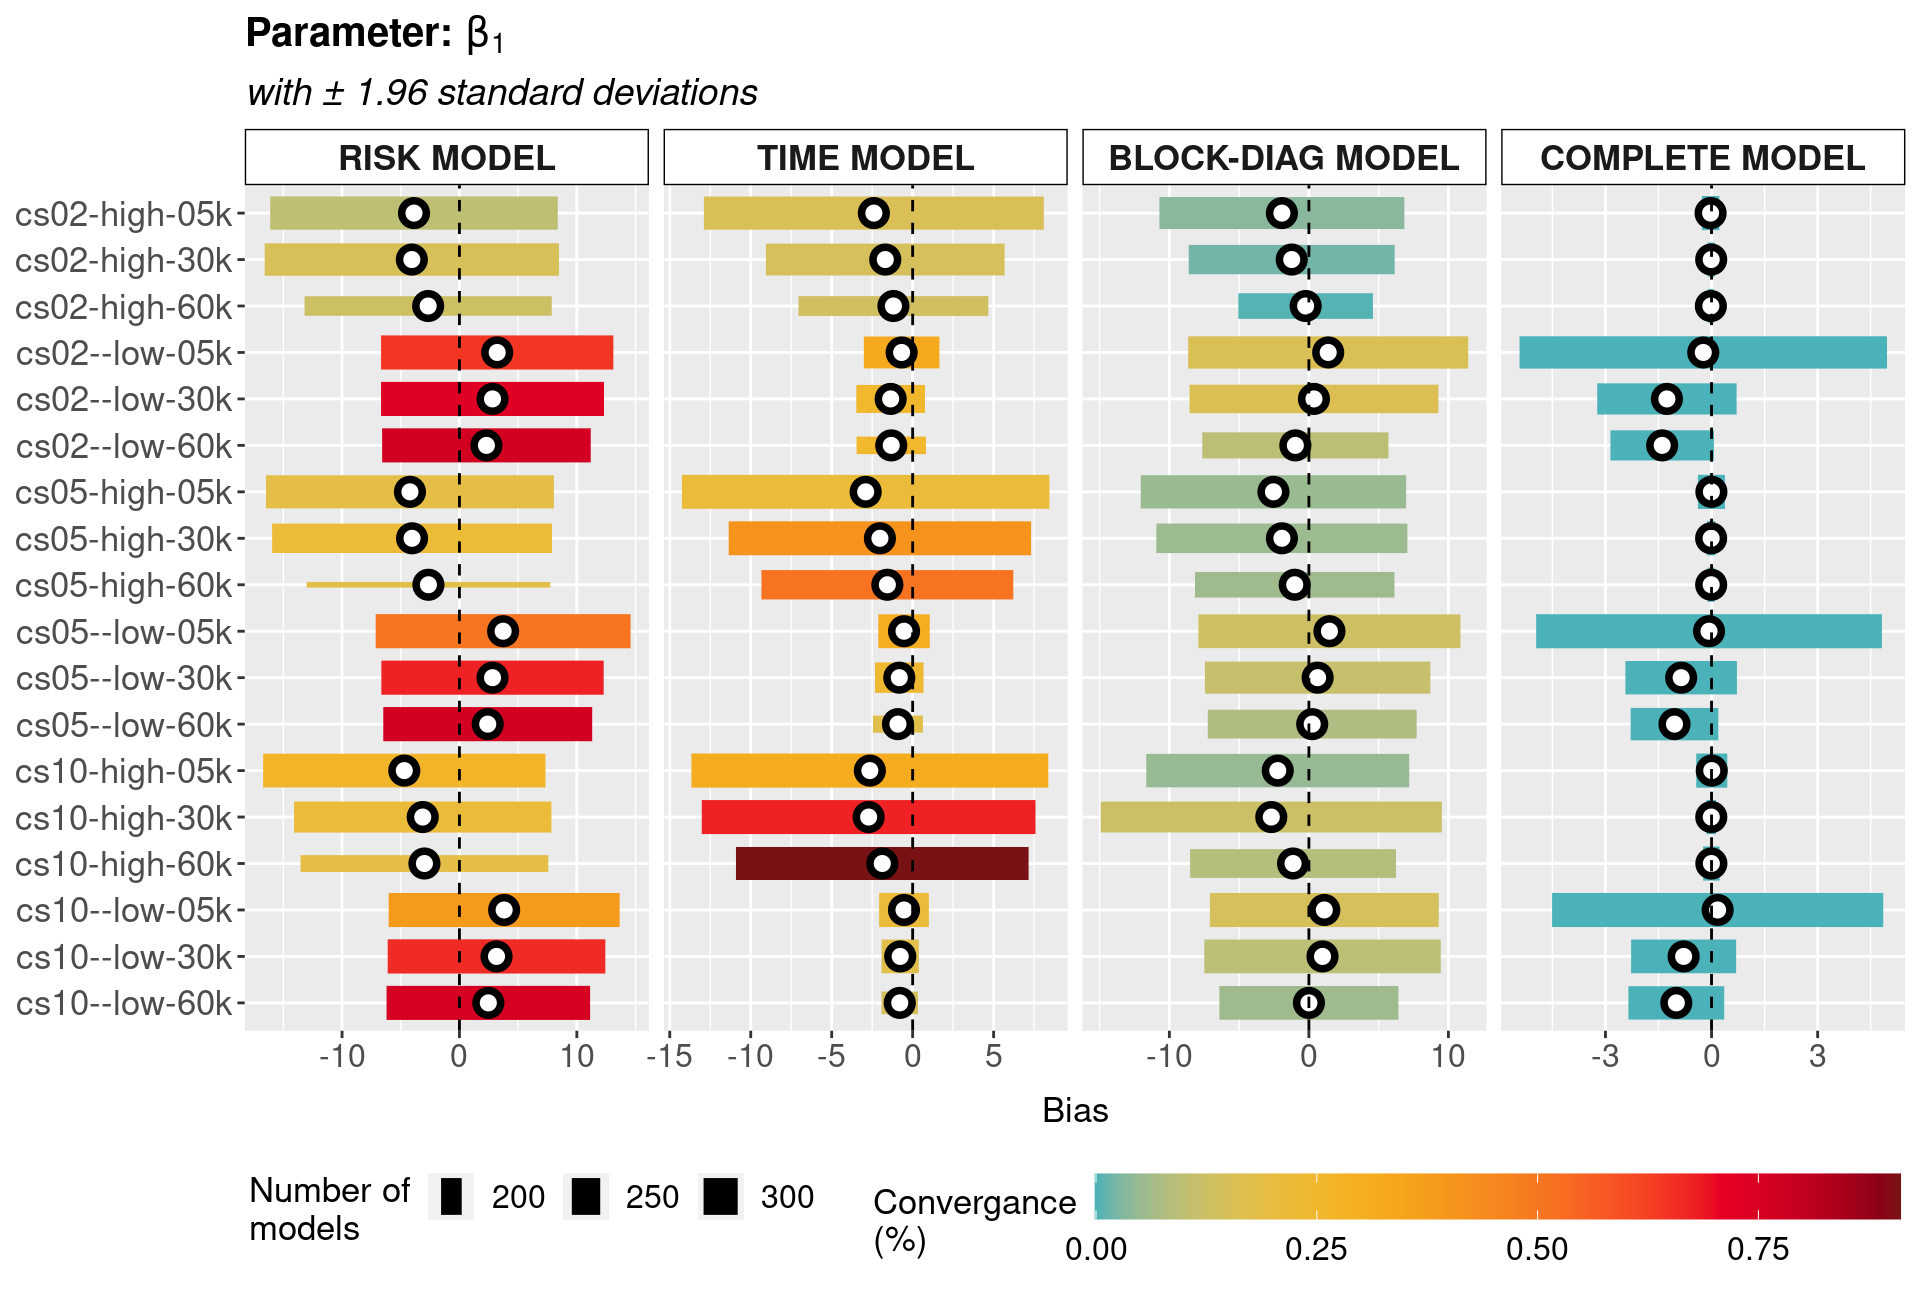 Parameter: β₁
with ± 1.96 standard deviations
RISK MODEL TIME MODEL BLOCK-DIAG MODEL COMPLETE MODEL
cs02-high-05k
cs02-high-30k
cs02-high-60k
cs02--low-05k
cs02--low-30k
cs02--low-60k
cs05-high-05k
cs05-high-30k
cs05-high-60k
cs05--low-05k
cs05--low-30k
cs05--low-60k
cs10-high-05k
cs10-high-30k
cs10-high-60k
cs10--low-05k
cs10--low-30k
cs10--low-60k
-10 0 10 -15 -10 -5 0 5 -10 0 10 -3 0 3
Bias
Number of
models
200 250 300
Convergance
(%)
0.00 0.25 0.50 0.75